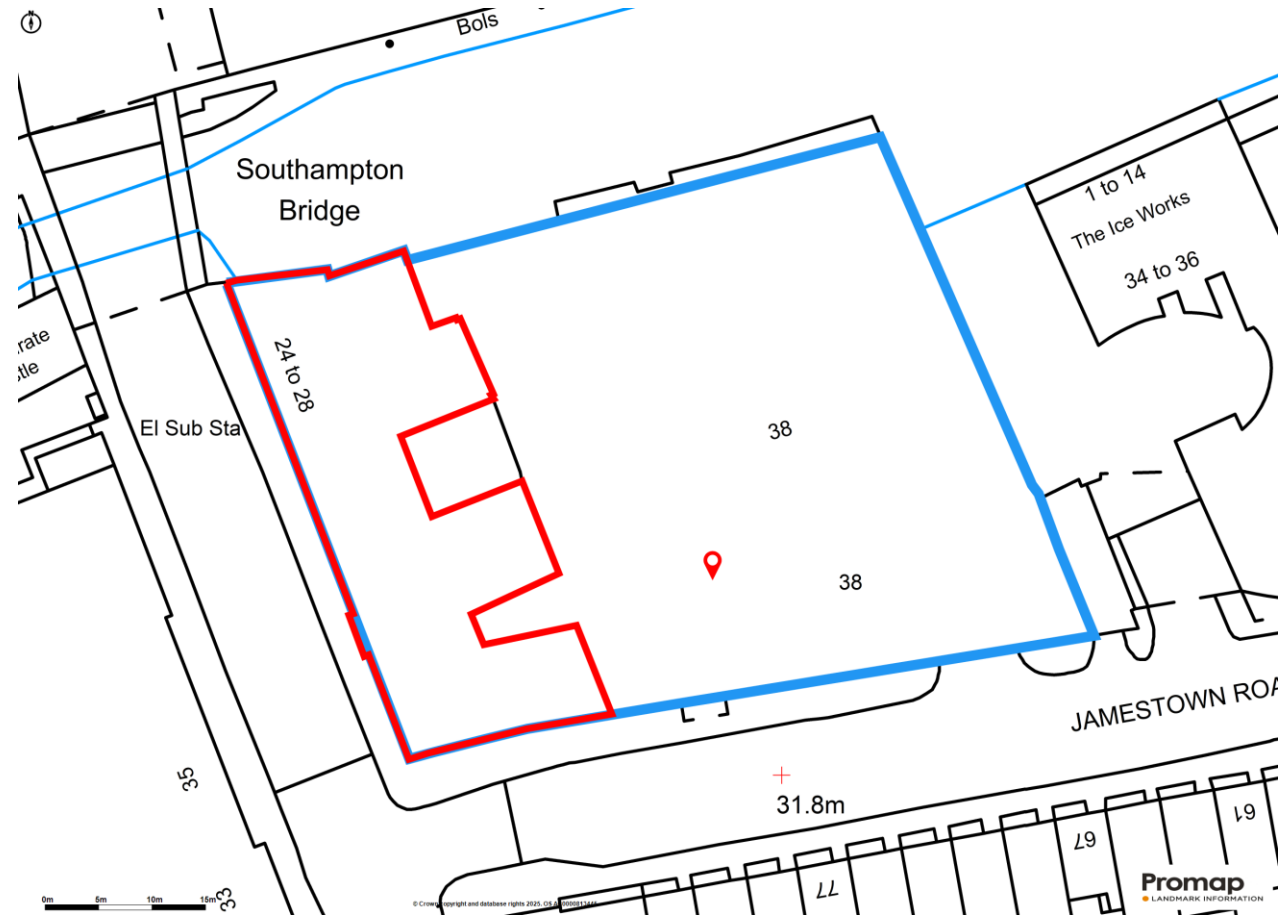 Bols
Southampton
Bridge
1 to 14
The Ice Works
34 to 36
rate
tle
24 to 28
El Sub Sta
38
38
JAMESTOWN ROA
35
31.8m
61
67
77
33
0m 5m 10m 15m
Promap
LANDMARK INFORMATION